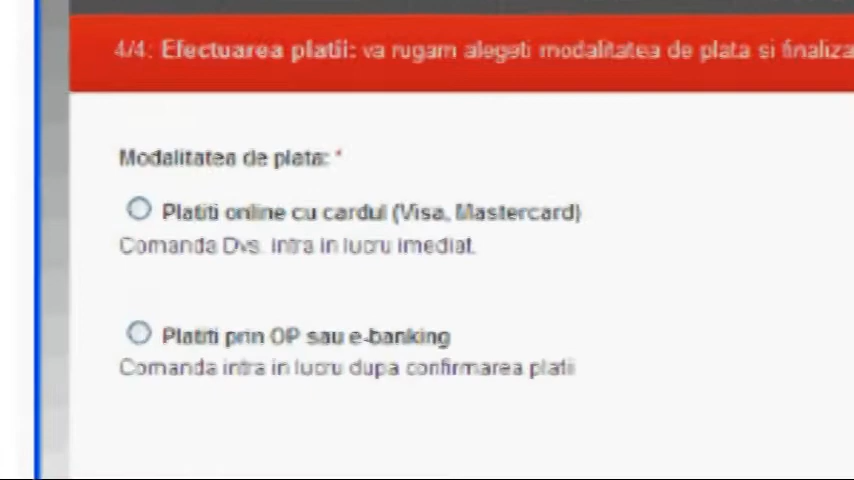 4/4: Efectuarea platii: va rugam alegeti modalitatea de plata si finaliza
Modalitatea de plata: *
Platiti online cu cardul (Visa, Mastercard)
Comanda Dvs. intra in lucru imediat.
Platiti prin OP sau e-banking
Comanda intra in lucru dupa confirmarea platii